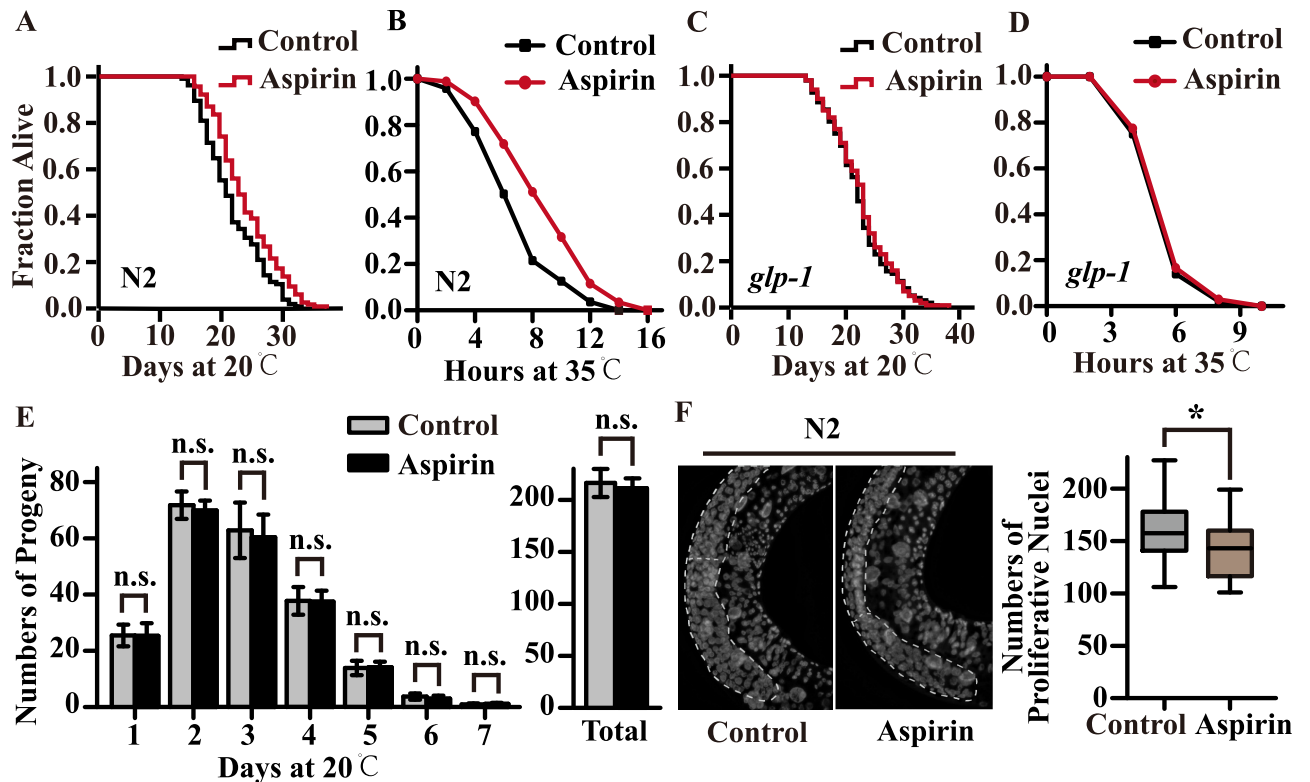 A
Control
Aspirin
Fraction Alive
1.0
0.8
0.6
0.4
0.2
0.0
N2
0 10 20 30
Days at 20℃
B
Control
Aspirin
1.0
0.8
0.6
0.4
0.2
0.0
N2
0 4 8 12 16
Hours at 35℃
C
Control
Aspirin
1.0
0.8
0.6
0.4
0.2
0.0
glp-1
0 10 20 30 40
Days at 20℃
D
Control
Aspirin
1.0
0.8
0.6
0.4
0.2
0.0
glp-1
0 3 6 9
Hours at 35℃
E
Control
Aspirin
Numbers of Progeny
80
60
40
20
0
n.s.
n.s.
n.s.
n.s.
n.s.
n.s.
n.s.
1 2 3 4 5 6 7
Days at 20℃
n.s.
200
150
100
50
0
Total
F
N2
Control Aspirin
*
Numbers of
Proliferative Nuclei
200
150
100
50
0
Control Aspirin